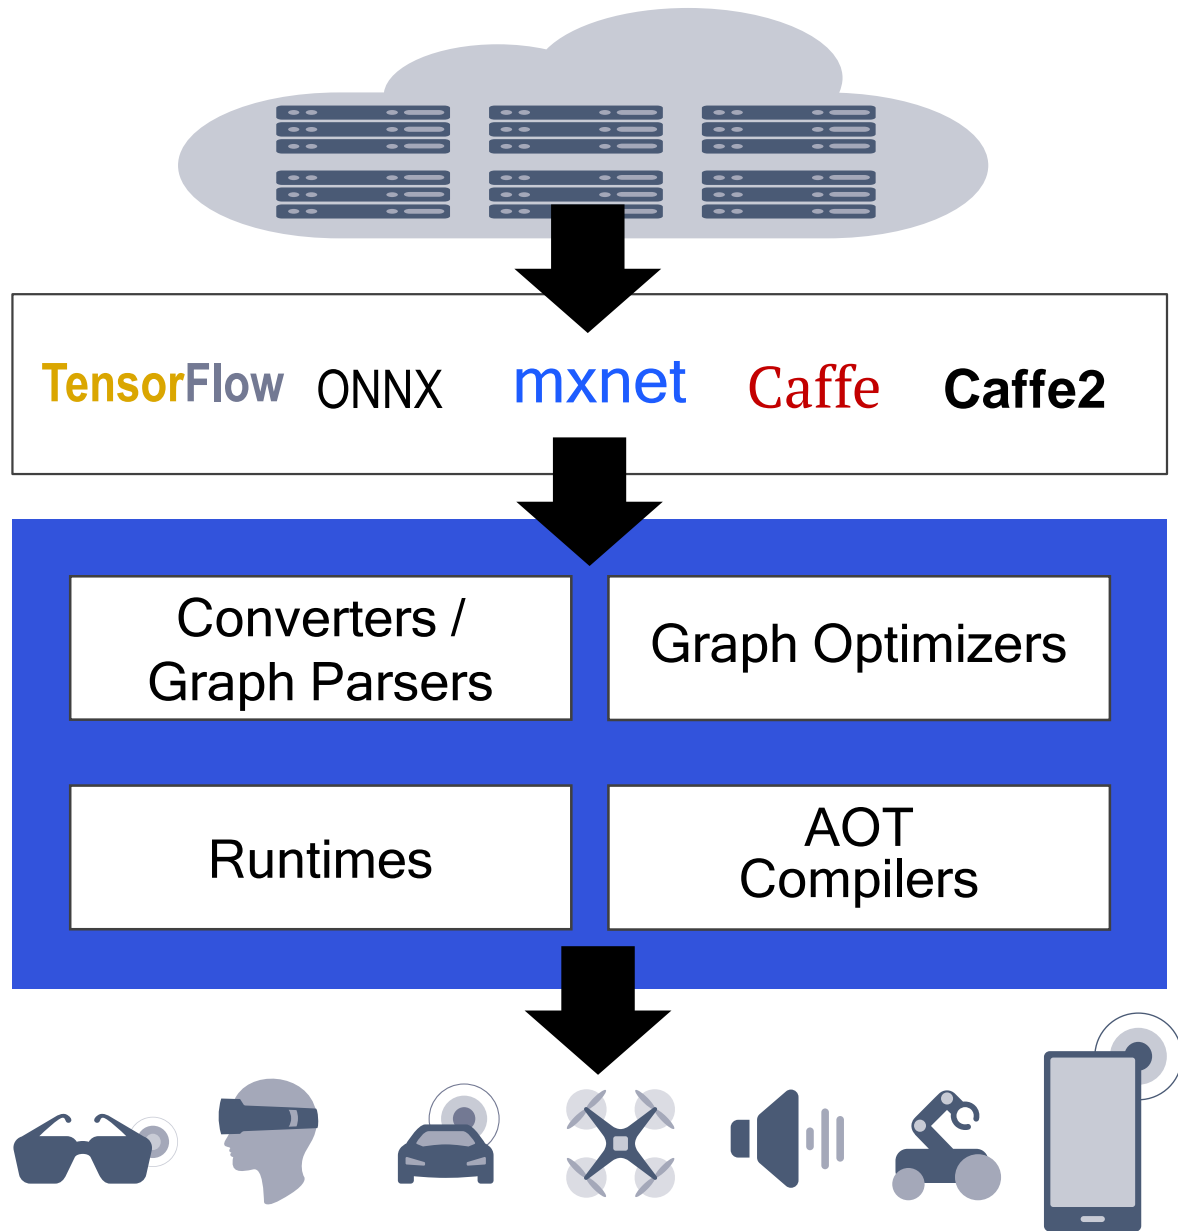 TensorFlow ONNX mxnet Caffe Caffe2
Converters /
Graph Parsers
Graph Optimizers
Runtimes
AOT
Compilers